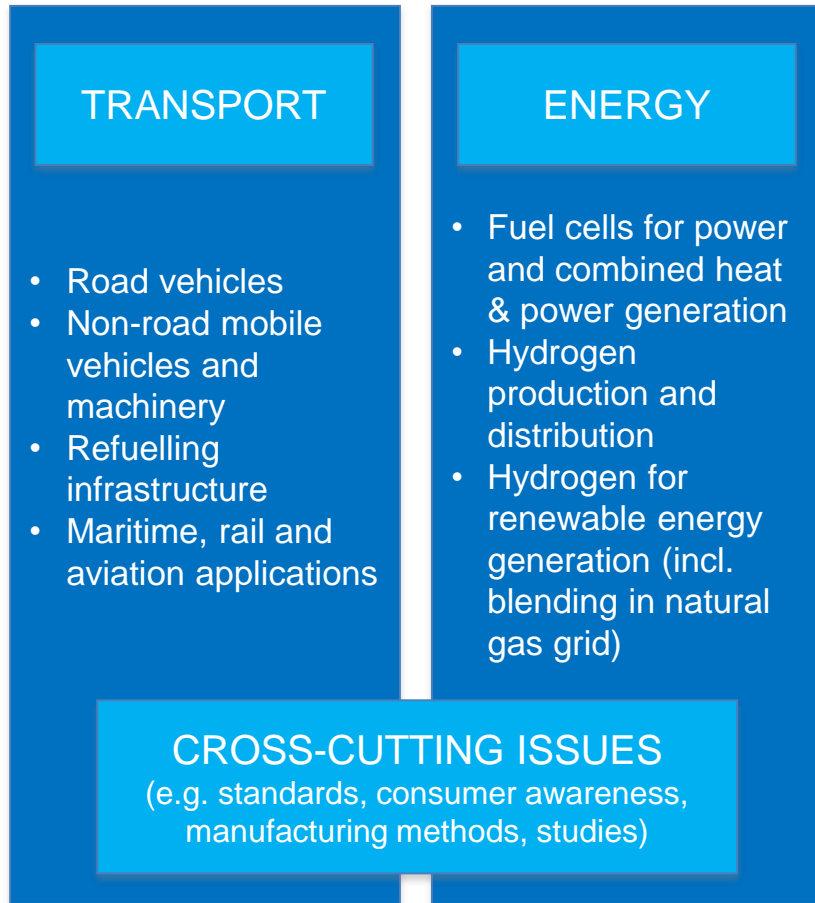 TRANSPORT
• Road vehicles
• Non-road mobile
vehicles and
machinery
• Refuelling
infrastructure
• Maritime, rail and
aviation applications
ENERGY
• Fuel cells for power
and combined heat
& power generation
• Hydrogen
production and
distribution
• Hydrogen for
renewable energy
generation (incl.
blending in natural
gas grid)
CROSS-CUTTING ISSUES
(e.g. standards, consumer awareness,
manufacturing methods, studies)